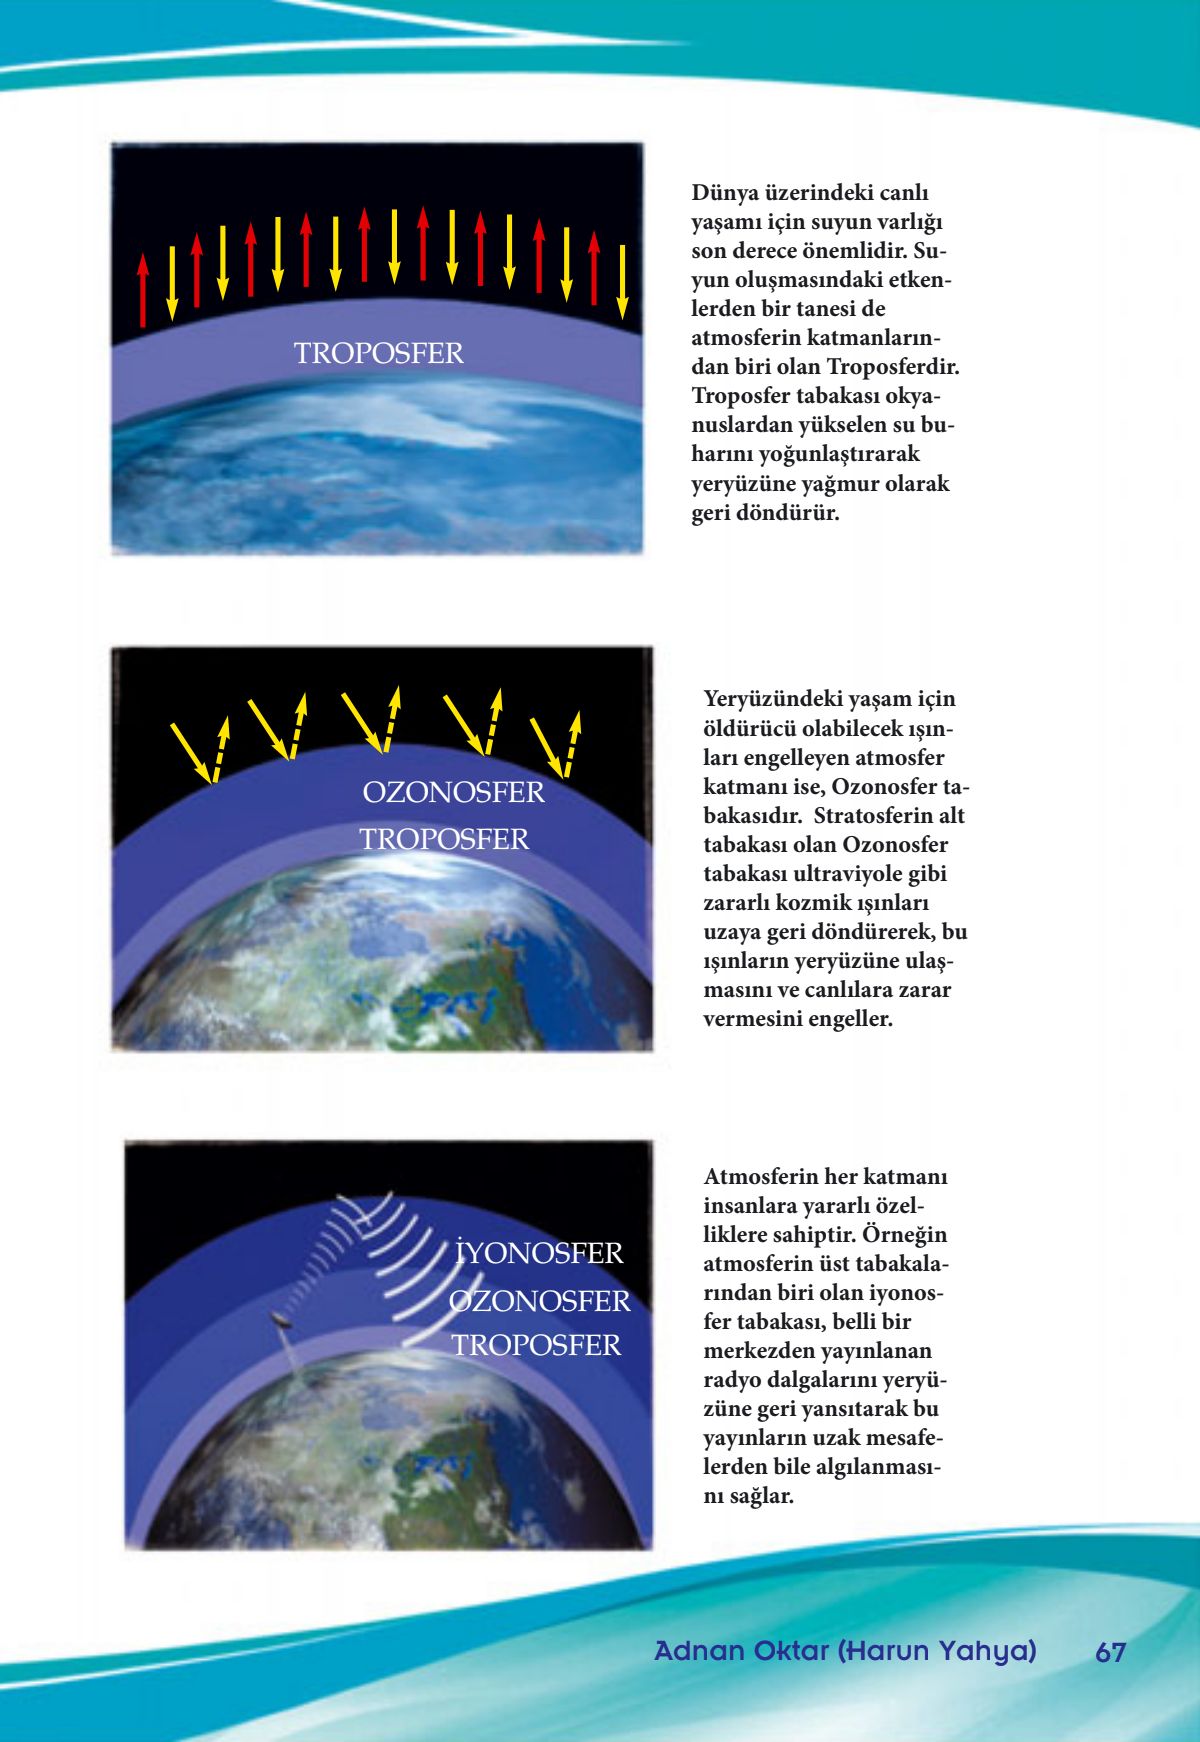 TROPOSFER
Dünya üzerindeki canlı
yaşamı için suyun varlığı
son derece önemlidir. Su-
yun oluşmasındaki etken-
lerden bir tanesi de
atmosferin katmanların-
dan biri olan Troposferdir.
Troposfer tabakası okya-
nuslardan yükselen su bu-
harını yoğunlaştırarak
yeryüzüne yağmur olarak
geri döndürür.
OZONOSFER
TROPOSFER
Yeryüzündeki yaşam için
öldürücü olabilecek ışın-
ları engelleyen atmosfer
katmanı ise, Ozonosfer ta-
bakasıdır. Stratosferin alt
tabakası olan Ozonosfer
tabakası ultraviyole gibi
zararlı kozmik ışınları
uzaya geri döndürerek, bu
ışınların yeryüzüne ulaş-
masını ve canlılara zarar
vermesini engeller.
İYONOSFER
OZONOSFER
TROPOSFER
Atmosferin her katmanı
insanlara yararlı özel-
liklere sahiptir. Örneğin
atmosferin üst tabakala-
rından biri olan iyonos-
fer tabakası, belli bir
merkezden yayınlanan
radyo dalgalarını yeryü-
züne geri yansıtarak bu
yayınların uzak mesafe-
lerden bile algılanması-
nı sağlar.
Adnan Oktar (Harun Yahya) 67